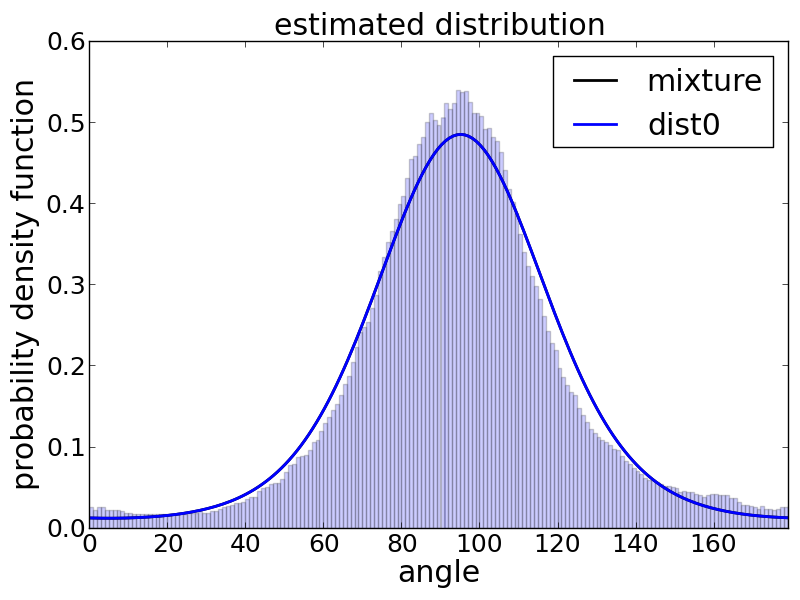 estimated distribution
probability density function
0.6
0.5
0.4
0.3
0.2
0.1
0.0
mixture
dist0
0 20 40 60 80 100 120 140 160
angle